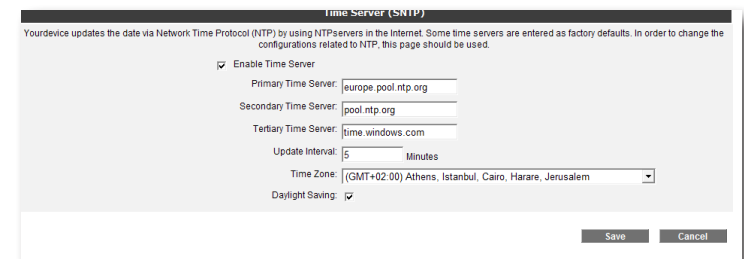 Time Server (SNTP)
Yourdevice updates the date via Network Time Protocol (NTP) by using NTPservers in the Internet. Some time servers are entered as factory defaults. In order to change the
configurations related to NTP, this page should be used.
Enable Time Server
Primary Time Server: europe.pool.ntp.org
Secondary Time Server: pool.ntp.org
Tertiary Time Server: time.windows.com
Update Interval: 5 Minutes
Time Zone: (GMT+02:00) Athens, Istanbul, Cairo, Harare, Jerusalem
Daylight Saving:
Save Cancel